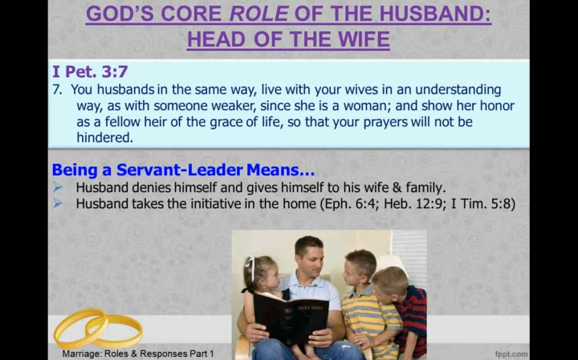 GOD'S CORE ROLE OF THE HUSBAND:
HEAD OF THE WIFE
I Pet. 3:7
7. You husbands in the same way, live with your wives in an understanding
way, as with someone weaker, since she is a woman; and show her honor
as a fellow heir of the grace of life, so that your prayers will not be
hindered.
Being a Servant-Leader Means…
Husband denies himself and gives himself to his wife & family.
Husband takes the initiative in the home (Eph. 6:4; Heb. 12:9; I Tim. 5:8)
Marriage: Roles & Responses Part 1
fppt.com